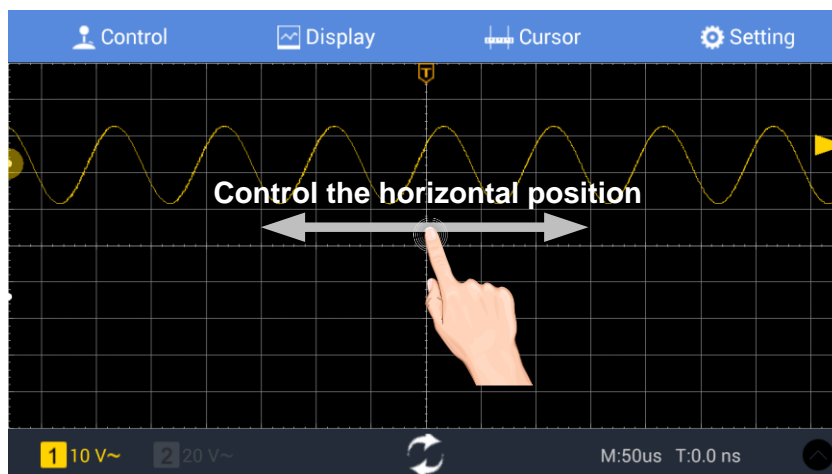 Control
Display
Cursor
Setting
T
Control the horizontal position
1 10 V~
2 20 V~
M:50us T:0.0 ns